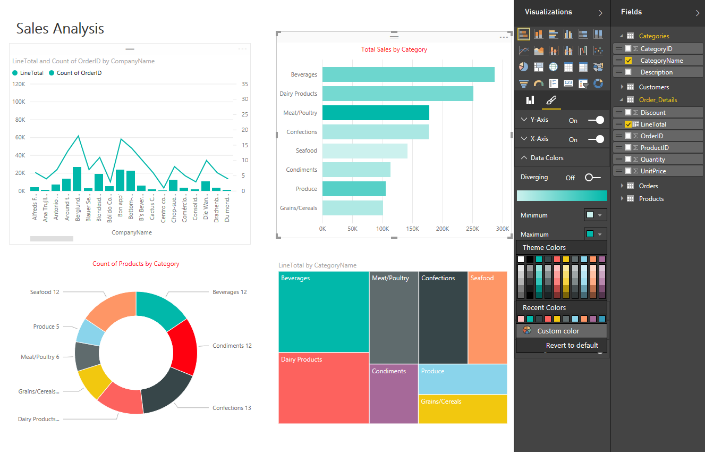 Sales Analysis
LineTotal and Count of OrderID by CompanyName
LineTotal Count of OrderID
120K
100K
80K
60K
40K
20K
0K
35
30
25
20
15
10
5
0
Alfreds F...
Ana Truji...
Antonio ...
Around t...
Berglund...
Blauer Se...
Blondesd...
Bólido Co...
Bon app'
Bottom-...
B's Bever...
Cactus C...
Centro c...
Chop-sue...
Comérci...
Consolid...
Die Wan...
Drachenb...
Du mond...
CompanyName
Total Sales by Category
Beverages
Dairy Products
Meat/Poultry
Confections
Seafood
Condiments
Produce
Grains/Cereals
0K 50K 100K 150K 200K 250K 300K
Count of Products by Category
Seafood 12
Produce 5
Meat/Poultry 6
Grains/Cereals...
Dairy Products...
Beverages 12
Condiments 12
Confections 13
LineTotal by CategoryName
Beverages
Dairy Products
Meat/Poultry
Confections
Seafood
Condiments
Produce
Grains/Cereals
Visualizations
Y-Axis On
X-Axis On
Data Colors
Diverging Off
Minimum
Maximum
Theme Colors
Recent Colors
Custom color
Revert to default
Fields
Categories
CategoryID
CategoryName
Description
Customers
Order_Details
Discount
LineTotal
OrderID
ProductID
Quantity
UnitPrice
Orders
Products